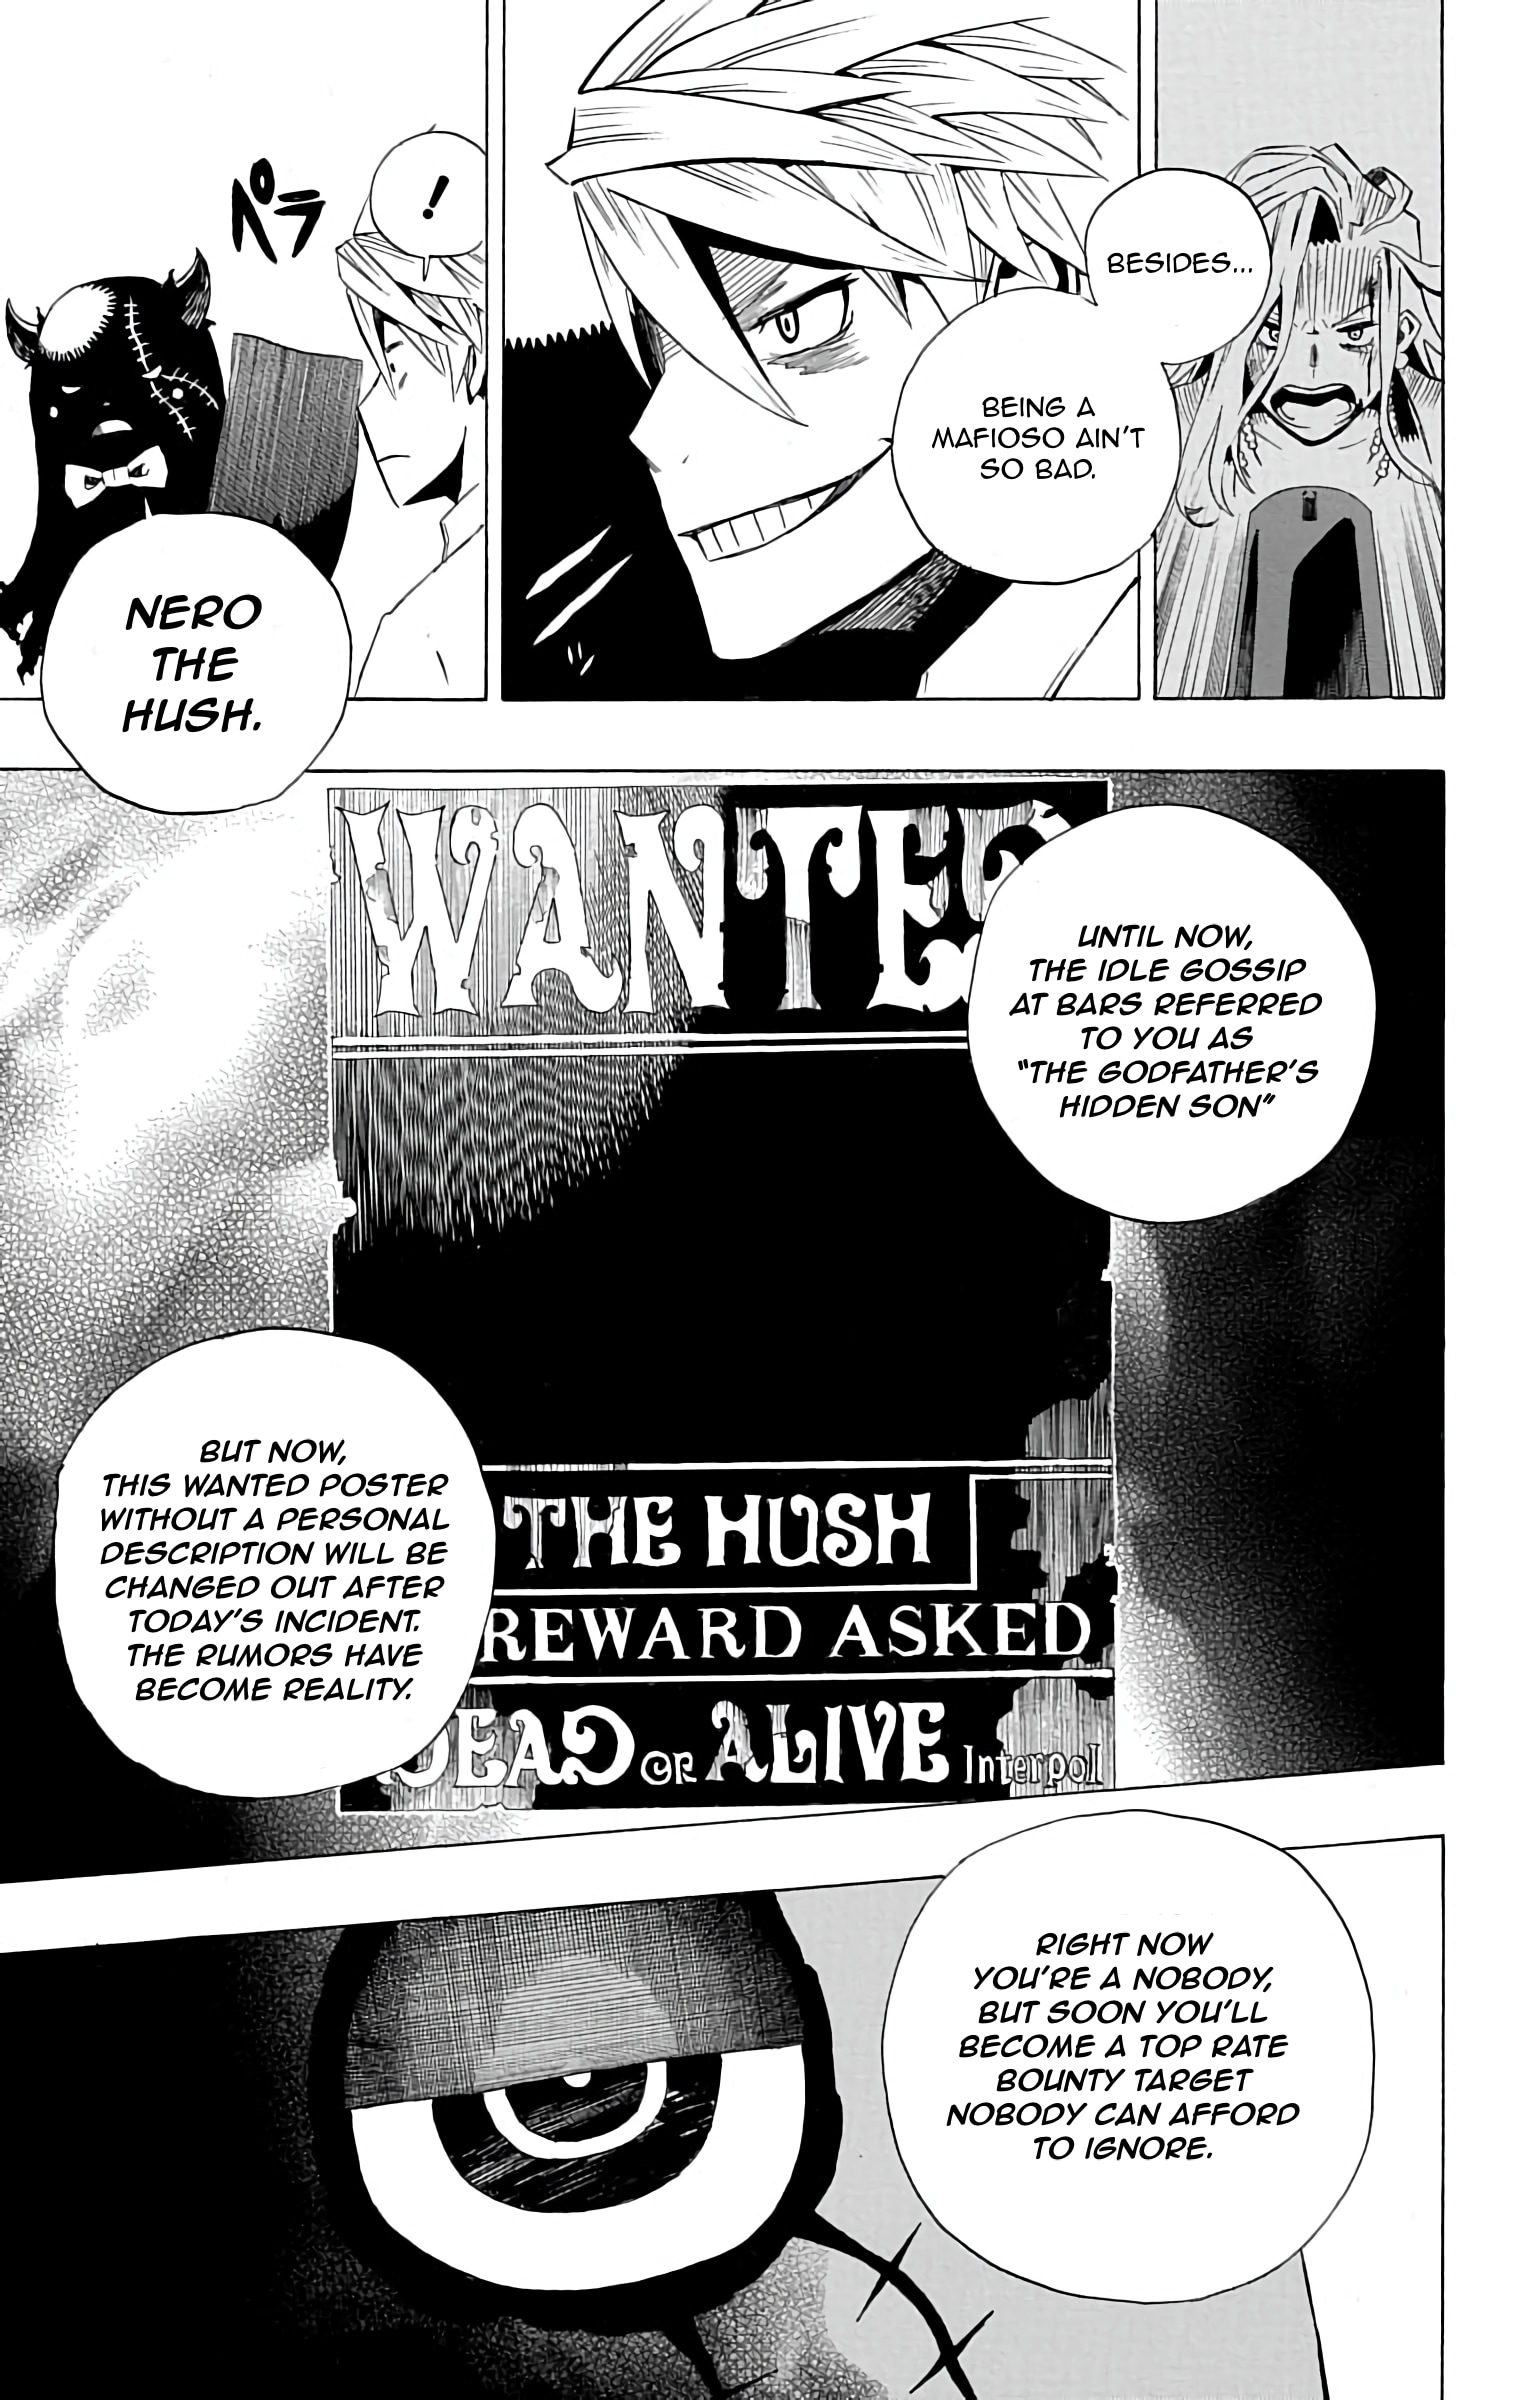 BESIDES...
BEING A
MAFIOSO AIN'T
SO BAD.
!
ペラ
NERO
THE
HUSH.
WANTED
UNTIL NOW,
THE IDLE GOSSIP
AT BARS REFERRED
TO YOU AS
"THE GODFATHER'S
HIDDEN SON"
BUT NOW,
THIS WANTED POSTER
WITHOUT A PERSONAL
DESCRIPTION WILL BE
CHANGED OUT AFTER
TODAY'S INCIDENT.
THE RUMORS HAVE
BECOME REALITY.
THE HUSH
REWARD ASKED
DEAD OR ALIVE Interpol
RIGHT NOW
YOU'RE A NOBODY,
BUT SOON YOU'LL
BECOME A TOP RATE
BOUNTY TARGET
NOBODY CAN AFFORD
TO IGNORE.